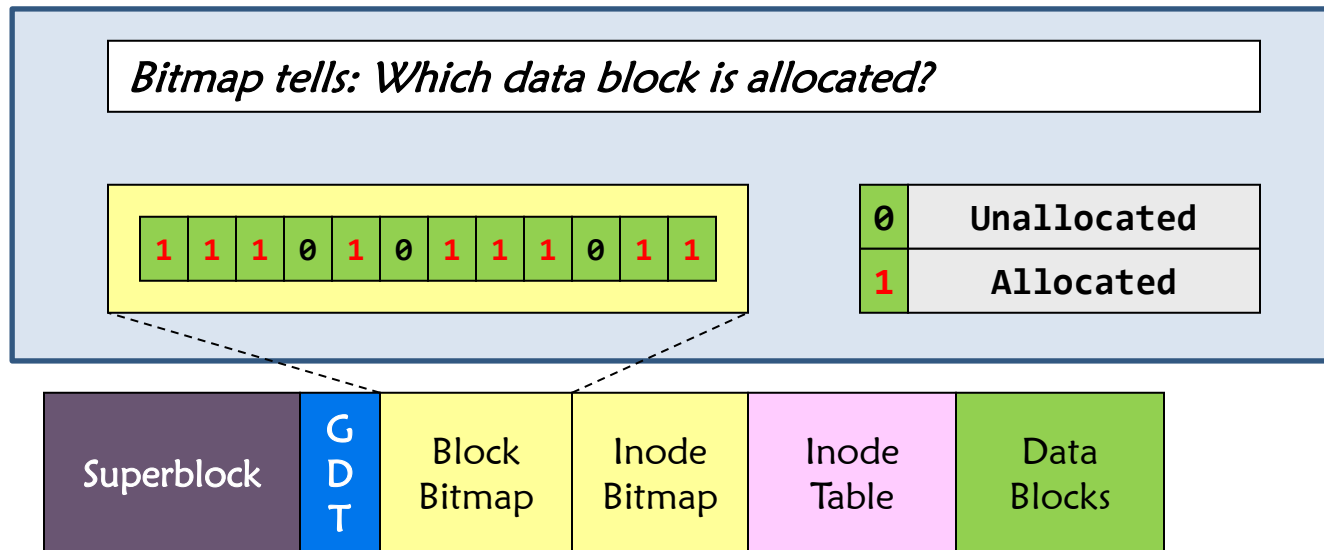 Bitmap tells: Which data block is allocated?
1 1 1 0 1 0 1 1 1 0 1 1
0 Unallocated
1 Allocated
Superblock
G
D
T
Block
Bitmap
Inode
Bitmap
Inode
Table
Data
Blocks